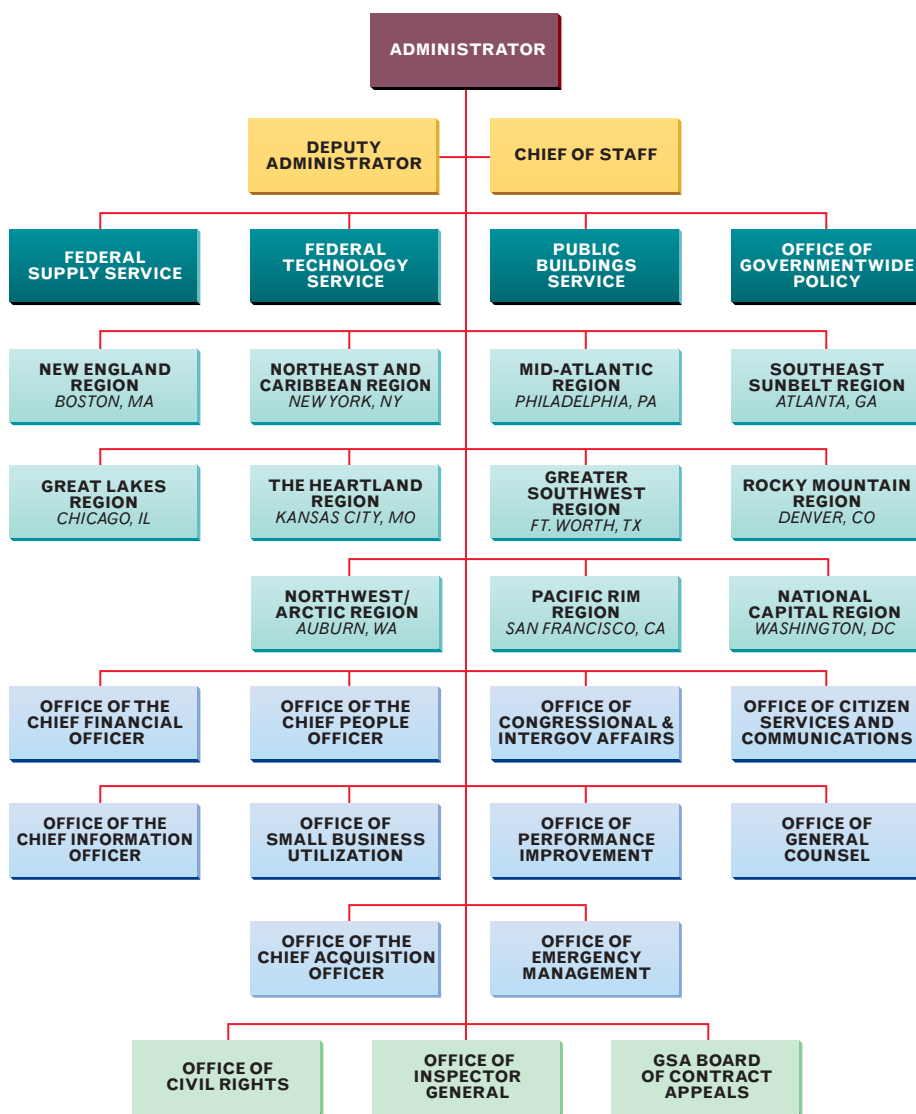 ADMINISTRATOR
DEPUTY
ADMINISTRATOR
CHIEF OF STAFF
FEDERAL
SUPPLY SERVICE
FEDERAL
TECHNOLOGY
SERVICE
PUBLIC
BUILDINGS
SERVICE
OFFICE OF
GOVERNMENTWIDE
POLICY
NEW ENGLAND
REGION
BOSTON, MA
NORTHEAST AND
CARIBBEAN REGION
NEW YORK, NY
MID-ATLANTIC
REGION
PHILADELPHIA, PA
SOUTHEAST
SUNBELT REGION
ATLANTA, GA
GREAT LAKES
REGION
CHICAGO, IL
THE HEARTLAND
REGION
KANSAS CITY, MO
GREATER
SOUTHWEST
REGION
FT. WORTH, TX
ROCKY MOUNTAIN
REGION
DENVER, CO
NORTHWEST/
ARCTIC REGION
AUBURN, WA
PACIFIC RIM
REGION
SAN FRANCISCO, CA
NATIONAL
CAPITAL REGION
WASHINGTON, DC
OFFICE OF THE
CHIEF FINANCIAL
OFFICER
OFFICE OF THE
CHIEF PEOPLE
OFFICER
OFFICE OF
CONGRESSIONAL &
INTERGOV AFFAIRS
OFFICE OF CITIZEN
SERVICES AND
COMMUNICATIONS
OFFICE OF THE
CHIEF INFORMATION
OFFICER
OFFICE OF
SMALL BUSINESS
UTILIZATION
OFFICE OF
PERFORMANCE
IMPROVEMENT
OFFICE OF
GENERAL
COUNSEL
OFFICE OF THE
CHIEF ACQUISITION
OFFICER
OFFICE OF
EMERGENCY
MANAGEMENT
OFFICE OF
CIVIL RIGHTS
OFFICE OF
INSPECTOR
GENERAL
GSA BOARD
OF CONTRACT
APPEALS